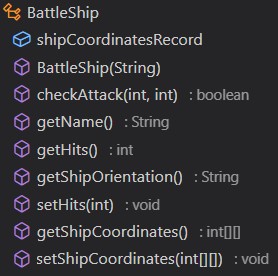 BattleShip
shipCoordinatesRecord
BattleShip(String)
checkAttack(int, int) : boolean
getName() : String
getHits() : int
getShipOrientation() : String
setHits(int) : void
getShipCoordinates() : int[][]
setShipCoordinates(int[][]) : void